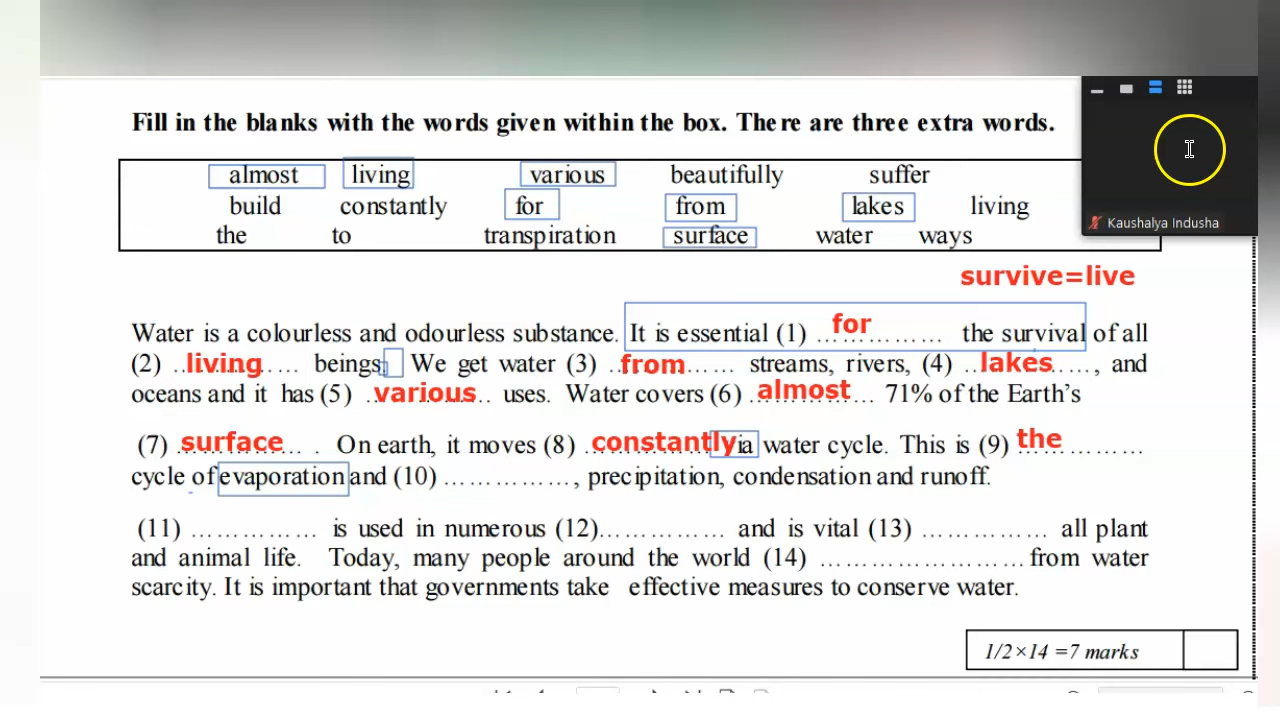 Fill in the blanks with the words given within the box. There are three extra words.
almost living various beautifully suffer
build constantly for from lakes living
the to transpiration surface water ways
Kaushalya Indusha
survive=live
Water is a colourless and odourless substance. It is essential (1) for the survival of all
(2) living beings. We get water (3) from streams, rivers, (4) lakes, and
oceans and it has (5) various uses. Water covers (6) almost 71% of the Earth's
(7) surface . On earth, it moves (8) constantly via water cycle. This is (9) the
cycle of evaporation and (10) ……………, precipitation, condensation and runoff.
(11) …………… is used in numerous (12)…………… and is vital (13) …………… all plant
and animal life. Today, many people around the world (14) ……………………from water
scarcity. It is important that governments take effective measures to conserve water.
1/2×14 =7 marks